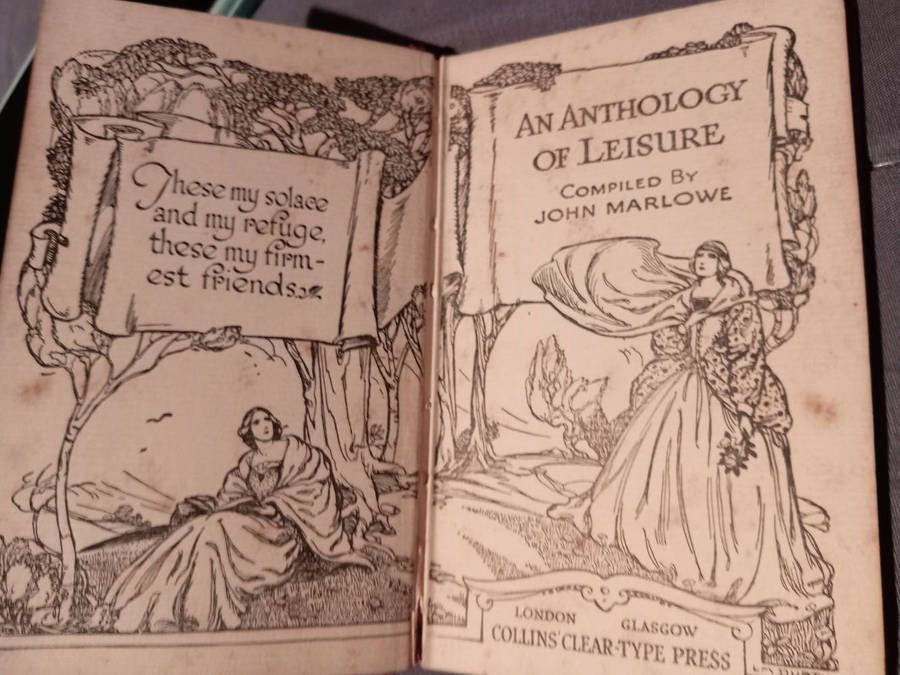 These my solace
and my refuge,
these my firm-
est friends.
AN ANTHOLOGY
OF LEISURE
COMPILED BY
JOHN MARLOWE
LONDON GLASGOW
COLLINS' CLEAR-TYPE PRESS